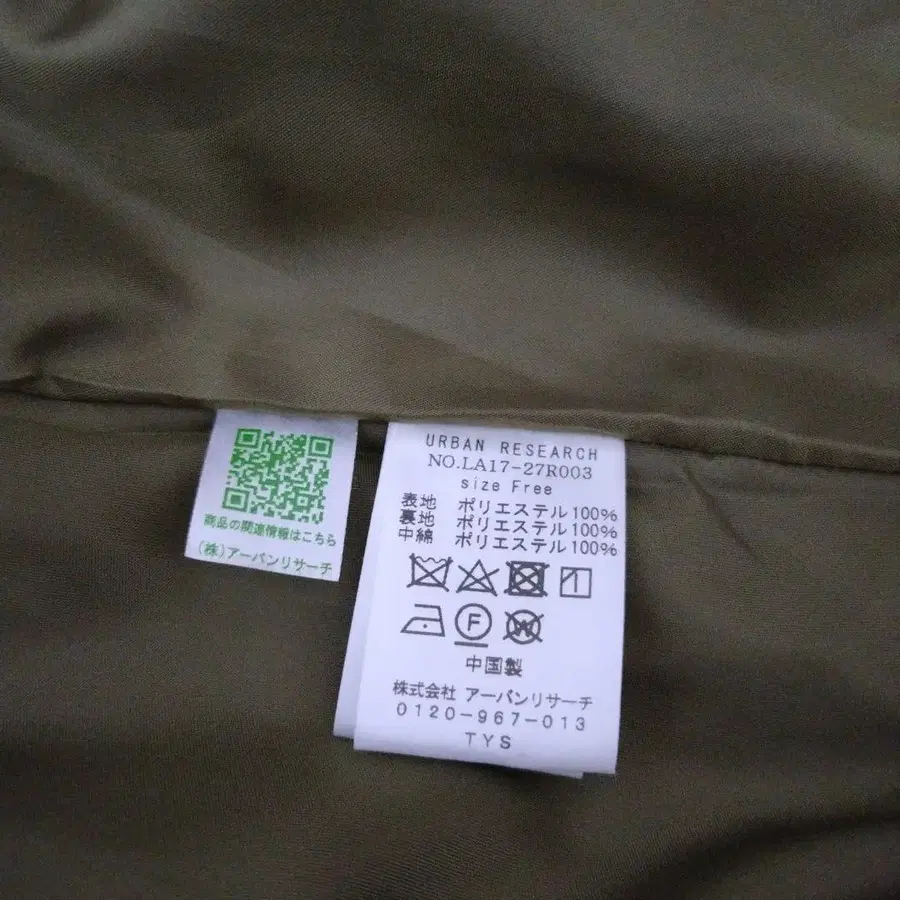 商品の関連情報はこちら
(株)アーバンリサーチ
URBAN RESEARCH
NO.LA17-27R003
size Free
表地 ポリエステル100%
裏地 ポリエステル100%
中綿 ポリエステル100%
F
W
中国製
株式会社 アーバンリサーチ
0120-967-013
TYS